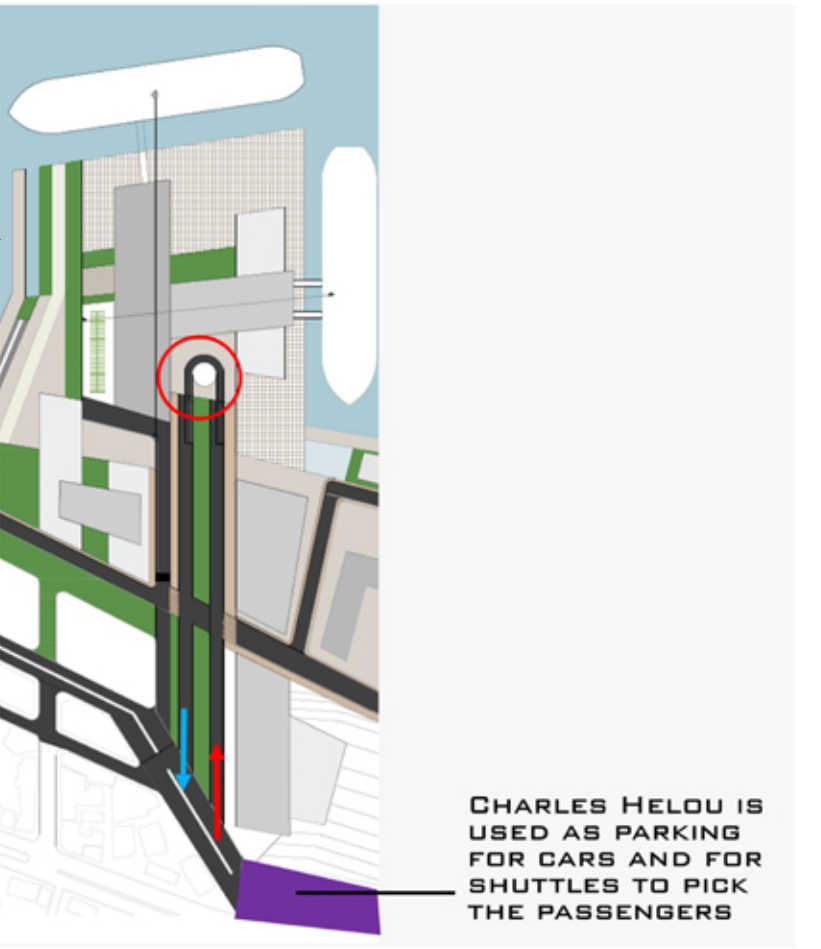 CHARLES HELOU IS
USED AS PARKING
FOR CARS AND FOR
SHUTTLES TO PICK
THE PASSENGERS